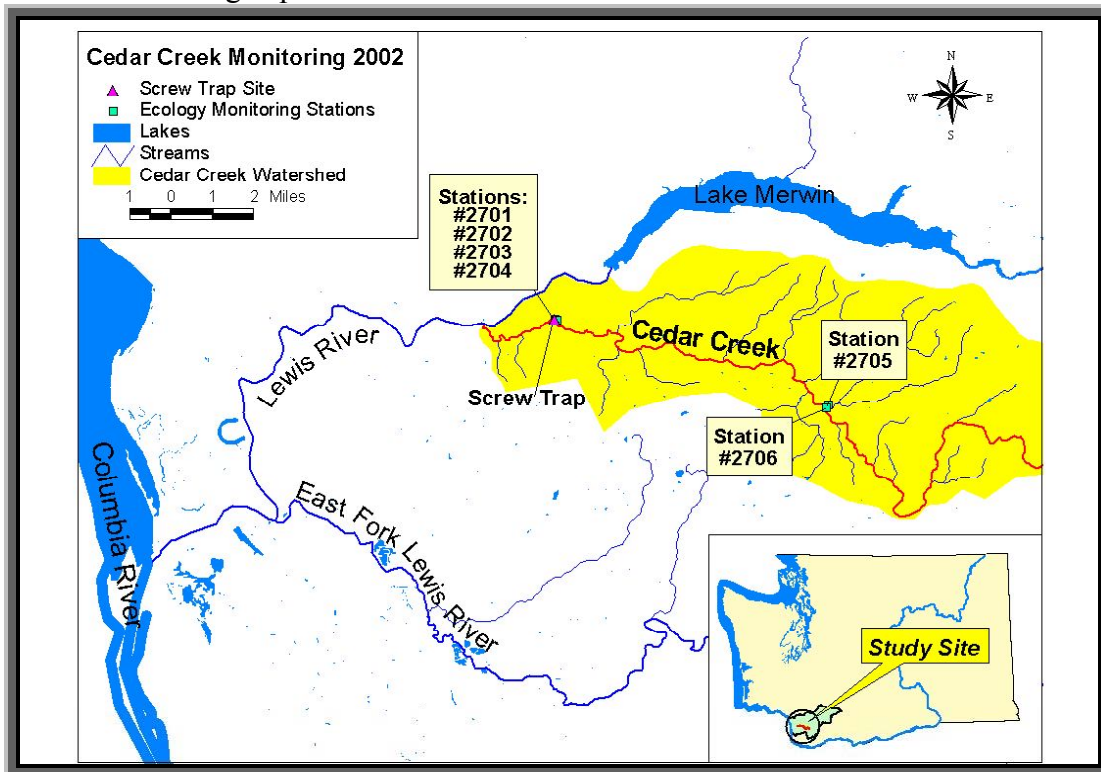 Cedar Creek Monitoring 2002
Screw Trap Site
Ecology Monitoring Stations
Lakes
Streams
Cedar Creek Watershed
1 0 1 2 Miles
N
W E
S
Stations:
#2701
#2702
#2703
#2704
Lake Merwin
Cedar Creek
Station
#2705
Lewis River
Screw Trap
Station
#2706
Columbia River
East Fork Lewis River
Study Site